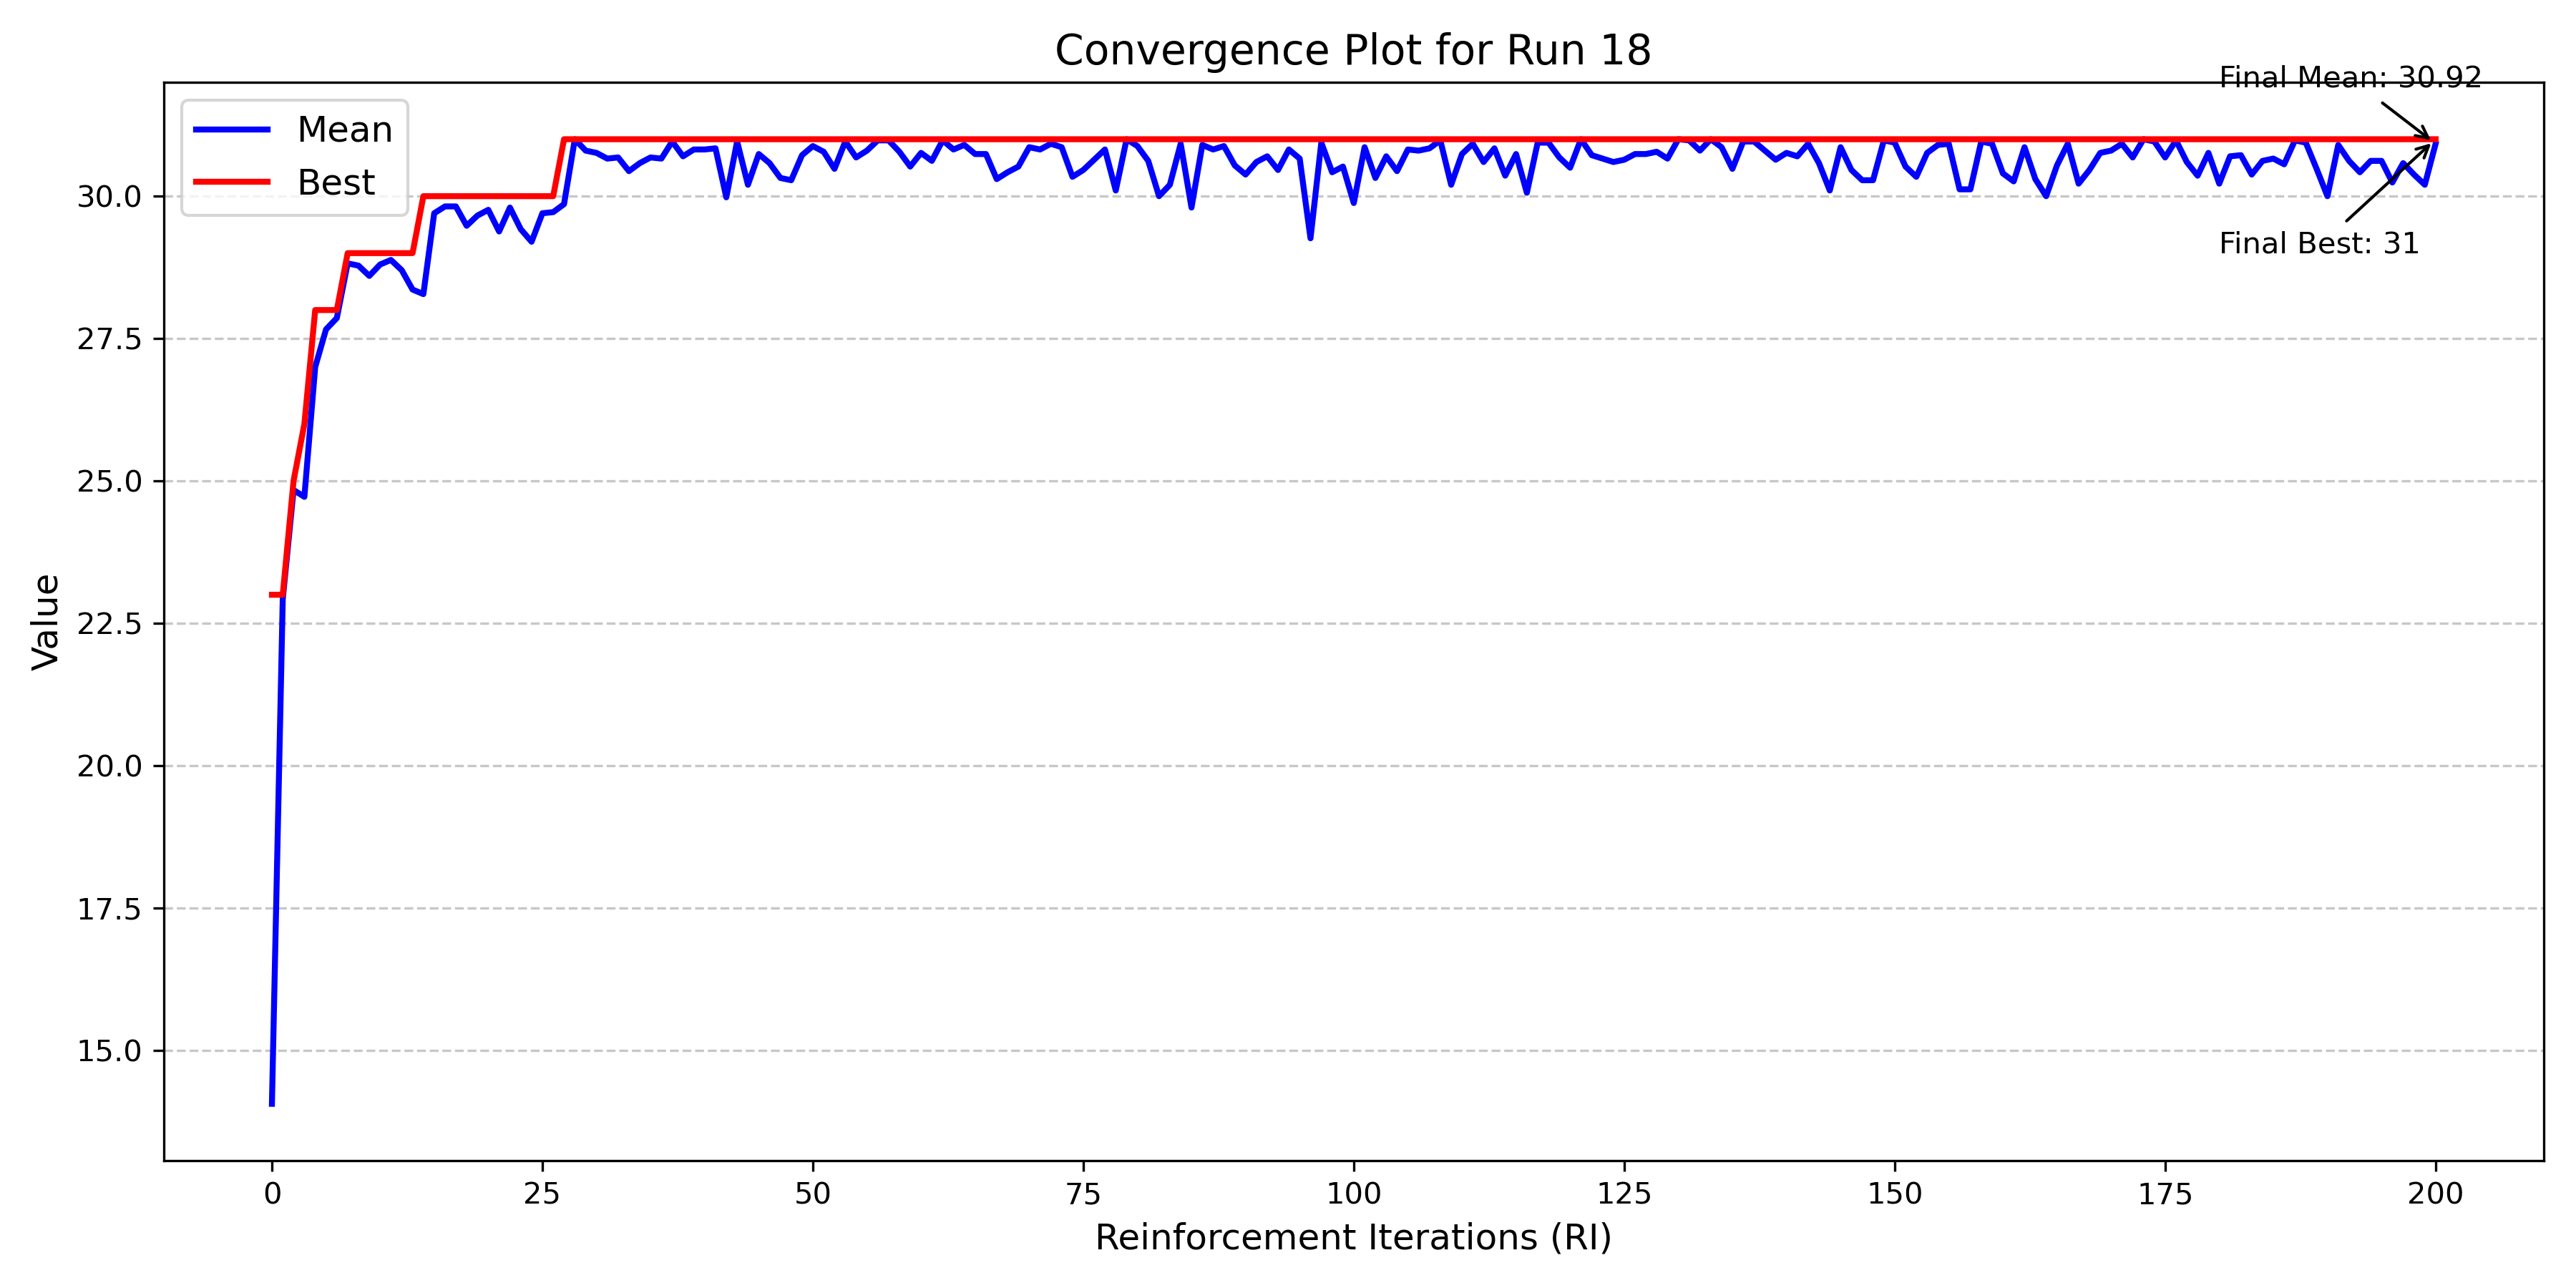 Convergence Plot for Run 18
Final Mean: 30.92
Mean
Best
Final Best: 31
30.0
27.5
25.0
22.5
20.0
17.5
15.0
Value
0 25 50 75 100 125 150 175 200
Reinforcement Iterations (RI)